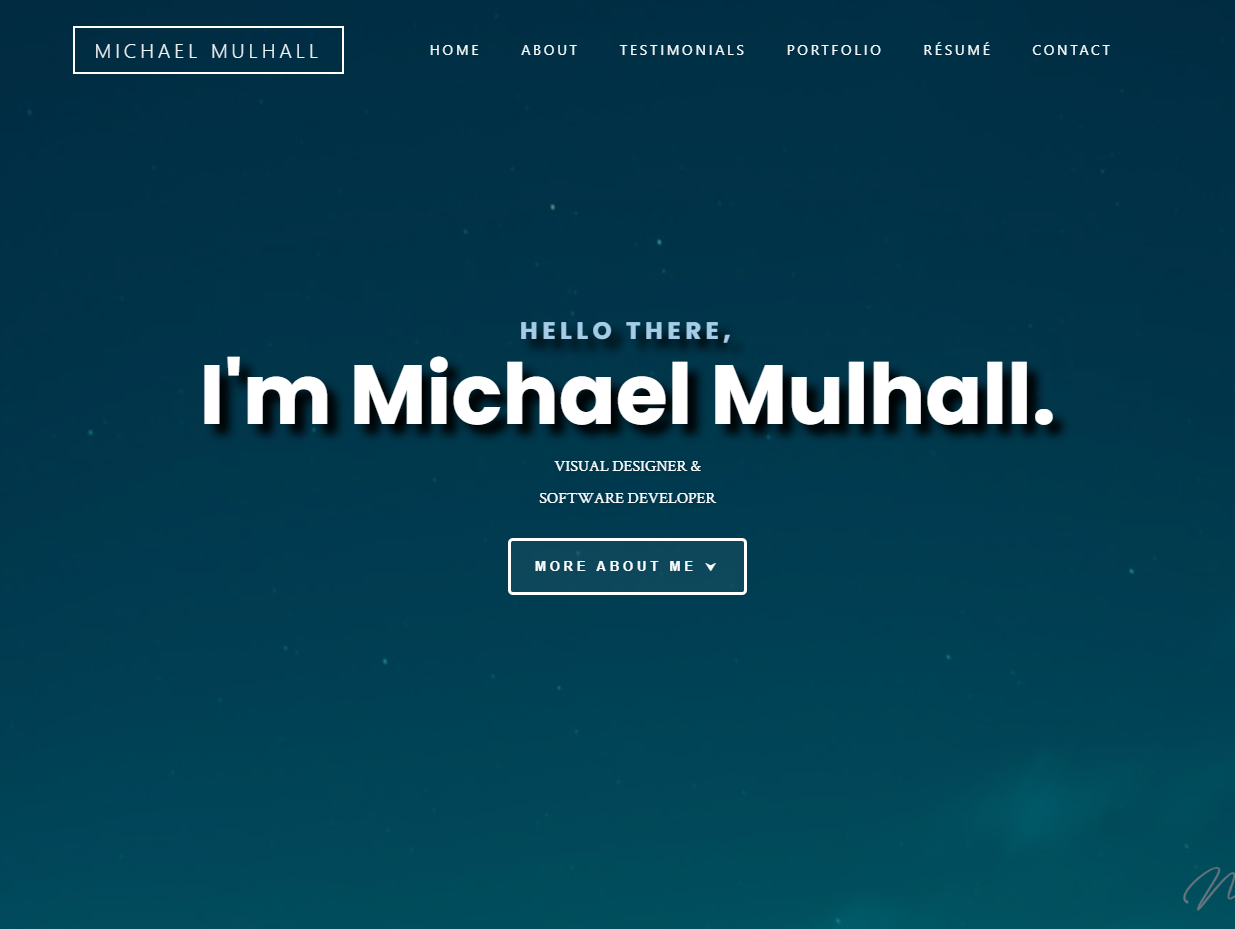 MICHAEL MULHALL
HOME ABOUT TESTIMONIALS PORTFOLIO RÉSUMÉ CONTACT
HELLO THERE,
I'm Michael Mulhall.
VISUAL DESIGNER &
SOFTWARE DEVELOPER
MORE ABOUT ME